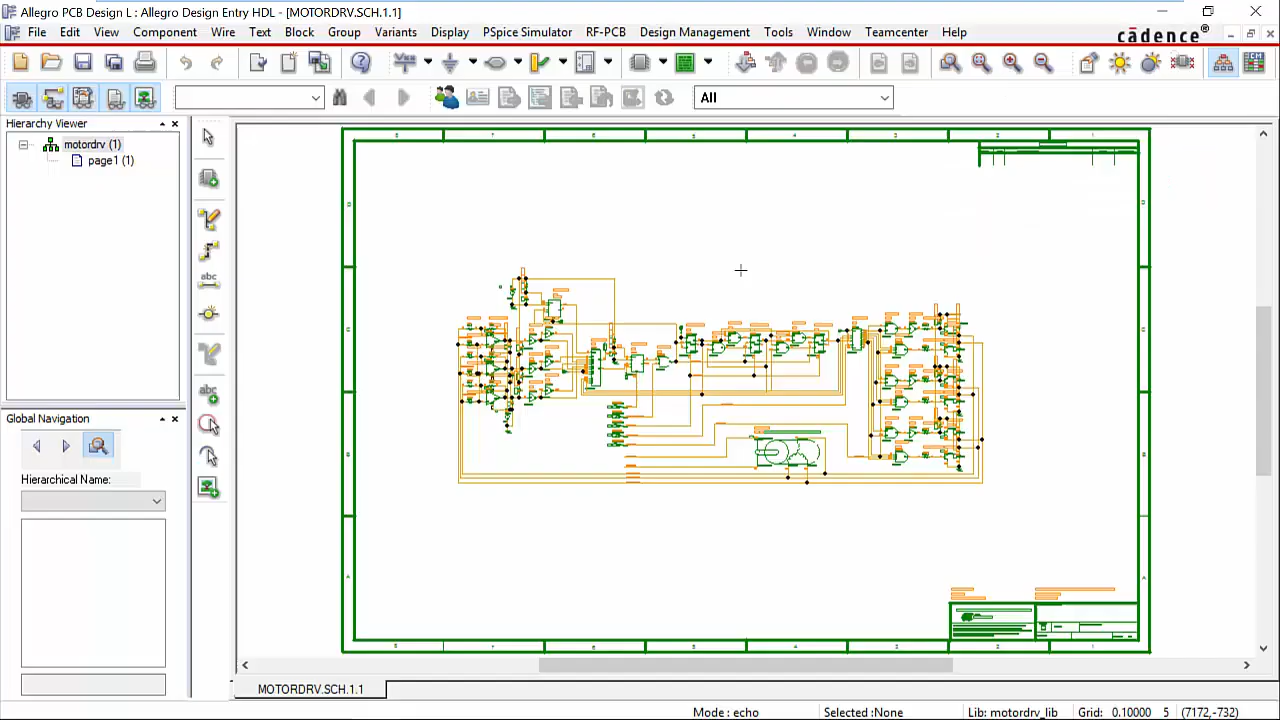 Allegro PCB Design L : Allegro Design Entry HDL - [MOTORDRV.SCH.1.1]
File Edit View Component Wire Text Block Group Variants Display PSpice Simulator RF-PCB Design Management Tools Window Teamcenter Help
cādence®
Vcc
All
Hierarchy Viewer
motordrv (1)
page1 (1)
abc
abc
Global Navigation
Hierarchical Name:
MOTORDRV.SCH.1.1
Mode : echo Selected :None Lib: motordrv_lib Grid: 0.10000 5 (7172,-732)